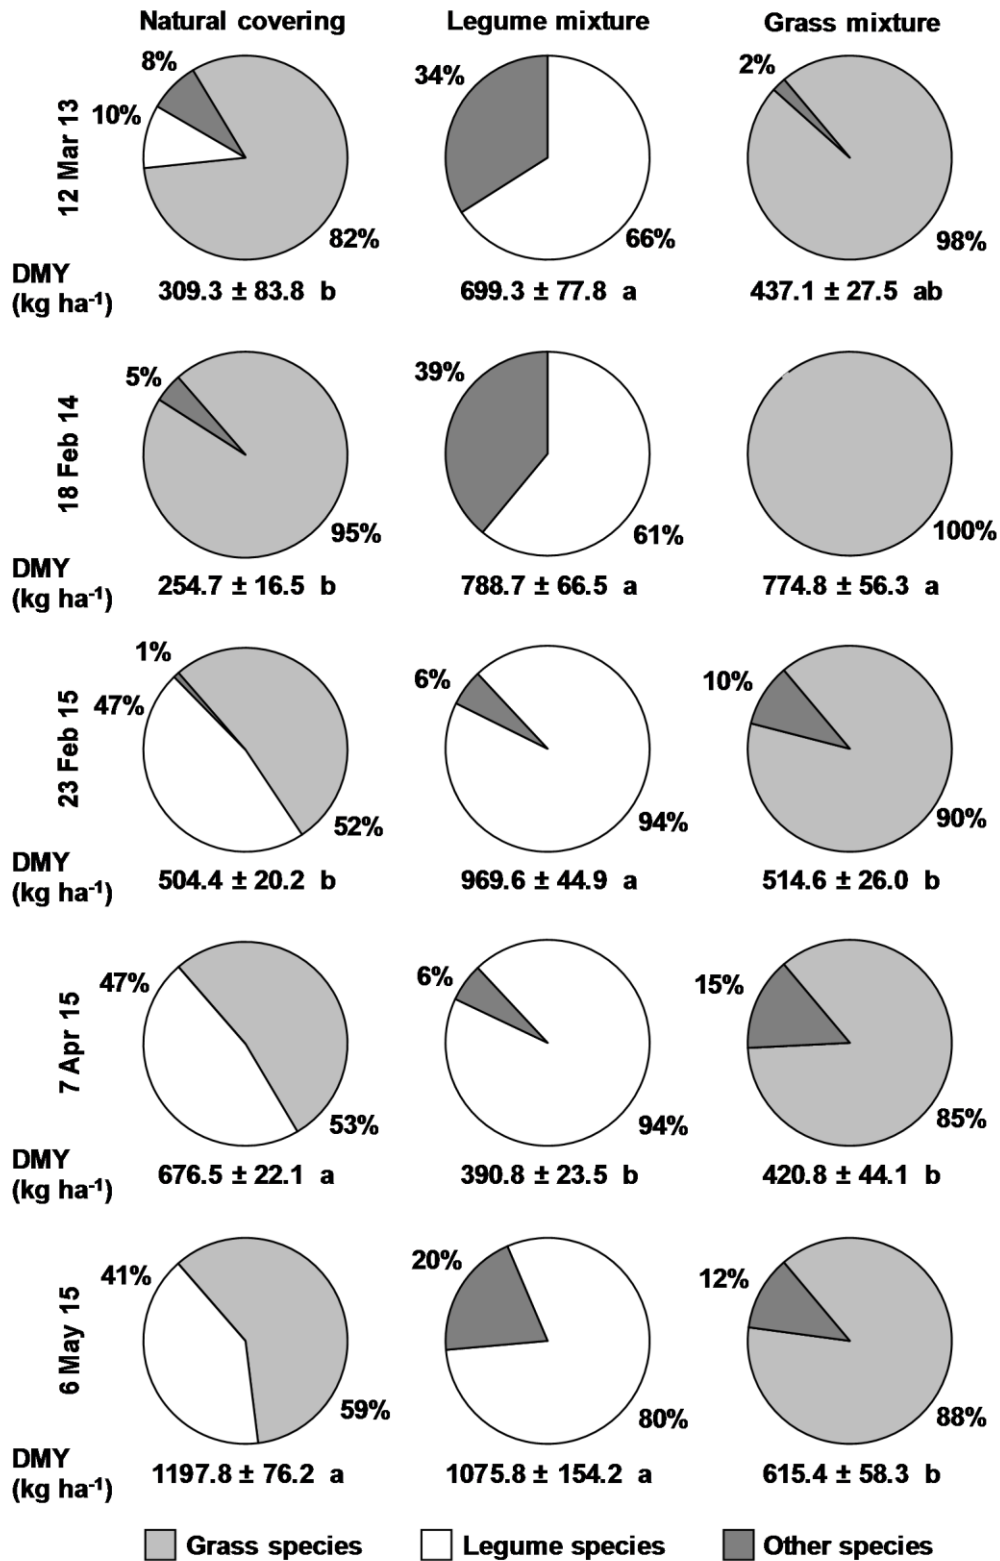 Natural covering Legume mixture Grass mixture
12 Mar 13
8%
10%
82%
34%
66%
2%
98%
DMY
(kg ha-1)
309.3 ± 83.8 b
699.3 ± 77.8 a
437.1 ± 27.5 ab
18 Feb 14
5%
95%
39%
61%
100%
DMY
(kg ha-1)
254.7 ± 16.5 b
788.7 ± 66.5 a
774.8 ± 56.3 a
23 Feb 15
1%
47%
52%
6%
94%
10%
90%
DMY
(kg ha-1)
504.4 ± 20.2 b
969.6 ± 44.9 a
514.6 ± 26.0 b
7 Apr 15
47%
53%
6%
94%
15%
85%
DMY
(kg ha-1)
676.5 ± 22.1 a
390.8 ± 23.5 b
420.8 ± 44.1 b
6 May 15
41%
59%
20%
80%
12%
88%
DMY
(kg ha-1)
1197.8 ± 76.2 a
1075.8 ± 154.2 a
615.4 ± 58.3 b
Grass species Legume species Other species